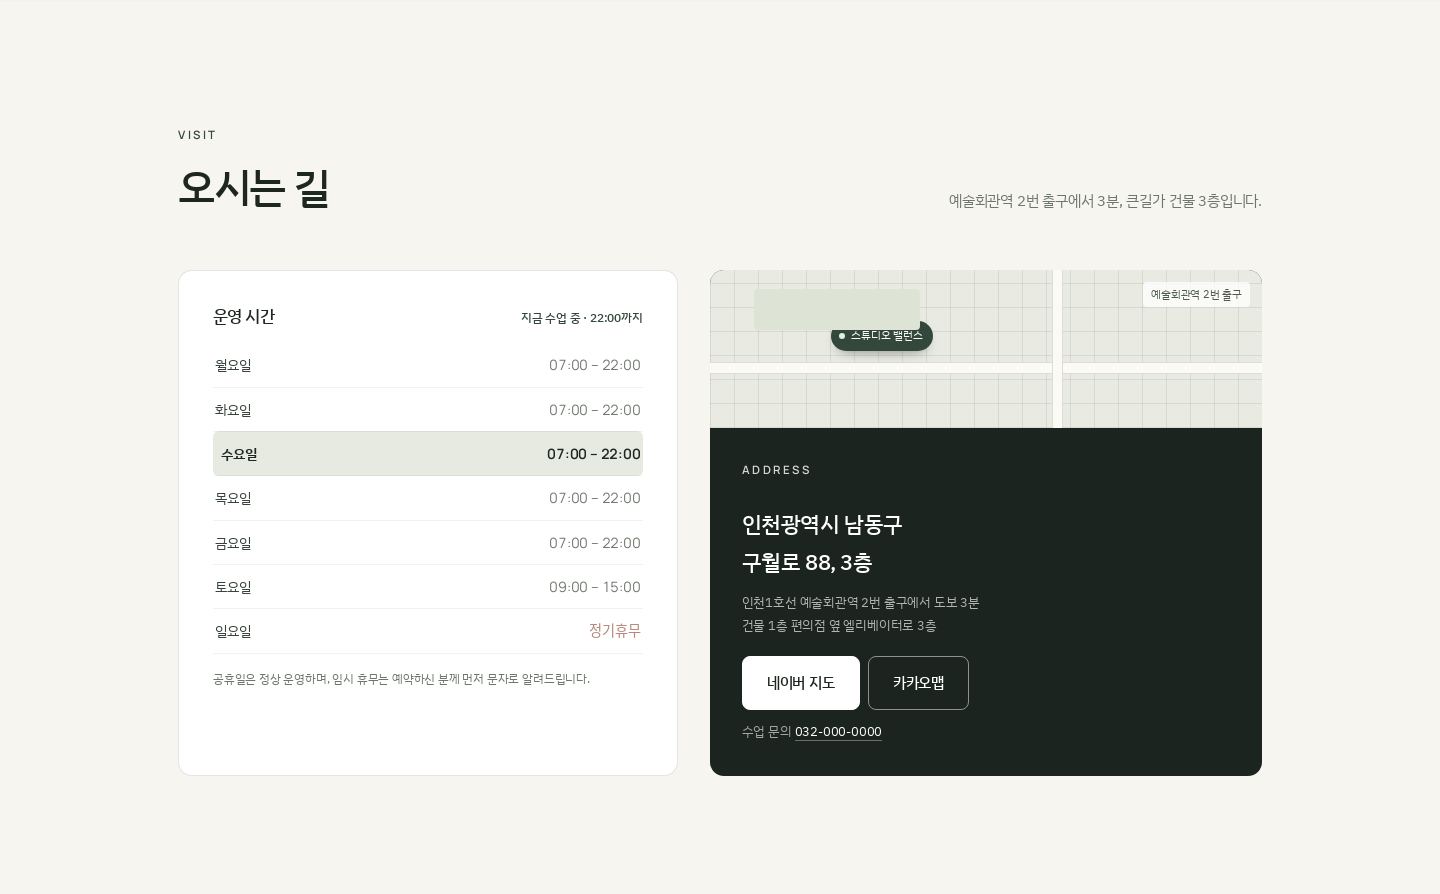 VISIT
오시는 길
예술회관역 2번 출구에서 3분, 큰길가 건물 3층입니다.
운영 시간
지금 수업 중 · 22:00까지
월요일 07:00 – 22:00
화요일 07:00 – 22:00
수요일 07:00 – 22:00
목요일 07:00 – 22:00
금요일 07:00 – 22:00
토요일 09:00 – 15:00
일요일 정기휴무
공휴일은 정상 운영하며, 임시 휴무는 예약하신 분께 먼저 문자로 알려드립니다.
예술회관역 2번 출구
스튜디오 밸런스
ADDRESS
인천광역시 남동구
구월로 88, 3층
인천1호선 예술회관역 2번 출구에서 도보 3분
건물 1층 편의점 옆 엘리베이터로 3층
네이버 지도
카카오맵
수업 문의 032-000-0000